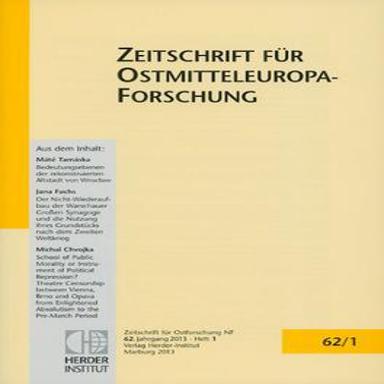 ZEITSCHRIFT FÜR
OSTMITTELEUROPA-
FORSCHUNG
Aus dem Inhalt:
Máté Tamáska
Bedeutungsebenen
der rekonstruierten
Altstadt von Wrocław
Jana Fuchs
Der Nicht-Wiederauf-
bau der Warschauer
Großen Synagoge
und die Nutzung
ihres Grundstücks
nach dem Zweiten
Weltkrieg
Michal Chvojka
School of Public
Morality or Instru-
ment of Political
Repression?
Theatre Censorship
between Vienna,
Brno and Opava
from Enlightened
Absolutism to the
Pre-March Period
HERDER
INSTITUT
Zeitschrift für Ostforschung NF
62. Jahrgang 2013 · Heft 1
Verlag Herder-Institut
Marburg 2013
62/1